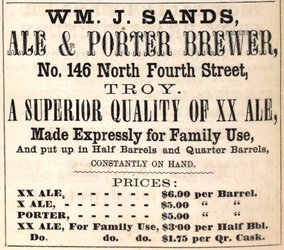 WM. J. SANDS,
ALE & PORTER BREWER,
No. 146 North Fourth Street,
TROY.
A SUPERIOR QUALITY OF XX ALE,
Made Expressly for Family Use,
And put up in Half Barrels and Quarter Barrels,
CONSTANTLY ON HAND.
PRICES:
XX ALE, - - - - - - $6.00 per Barrel.
X ALE, - - - - - - $5.00 " "
PORTER, - - - - - - $5.00 " "
XX ALE, For Family Use, $3.00 per Half Bbl.
Do. do. do. $1.75 per Qr. Cask.